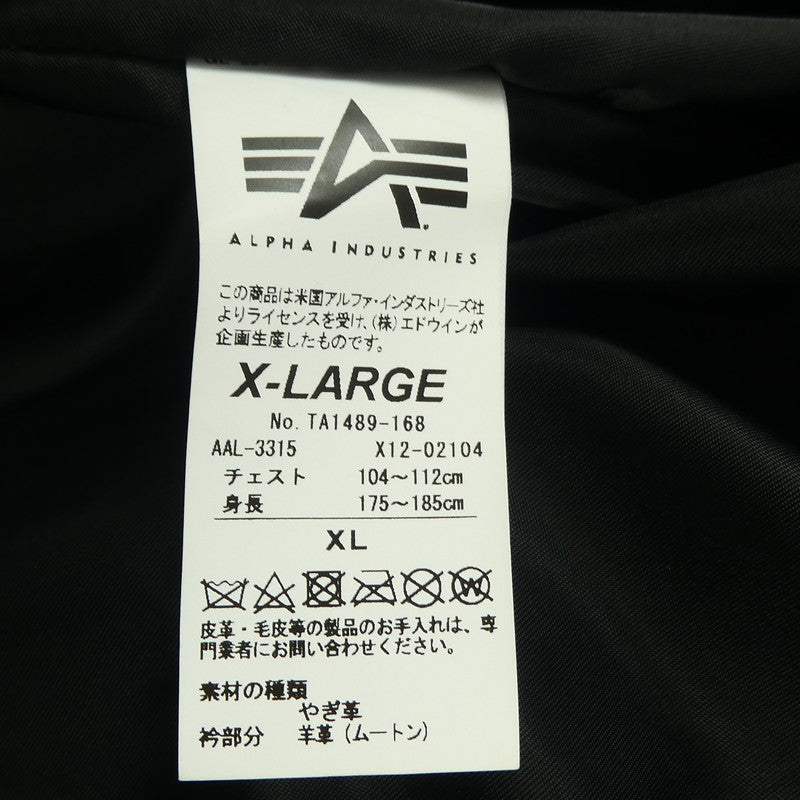 ALPHA INDUSTRIES
この商品は米国アルファ・インダストリーズ社
よりライセンスを受け、(株)エドウインが
企画生産したものです。
X-LARGE
No. TA1489-168
AAL-3315 X12-02104
チェスト 104～112cm
身長 175～185cm
XL
W
皮革・毛皮等の製品のお手入れは、専
門業者にお問い合わせください。
素材の種類
やぎ革
衿部分 羊革(ムートン)